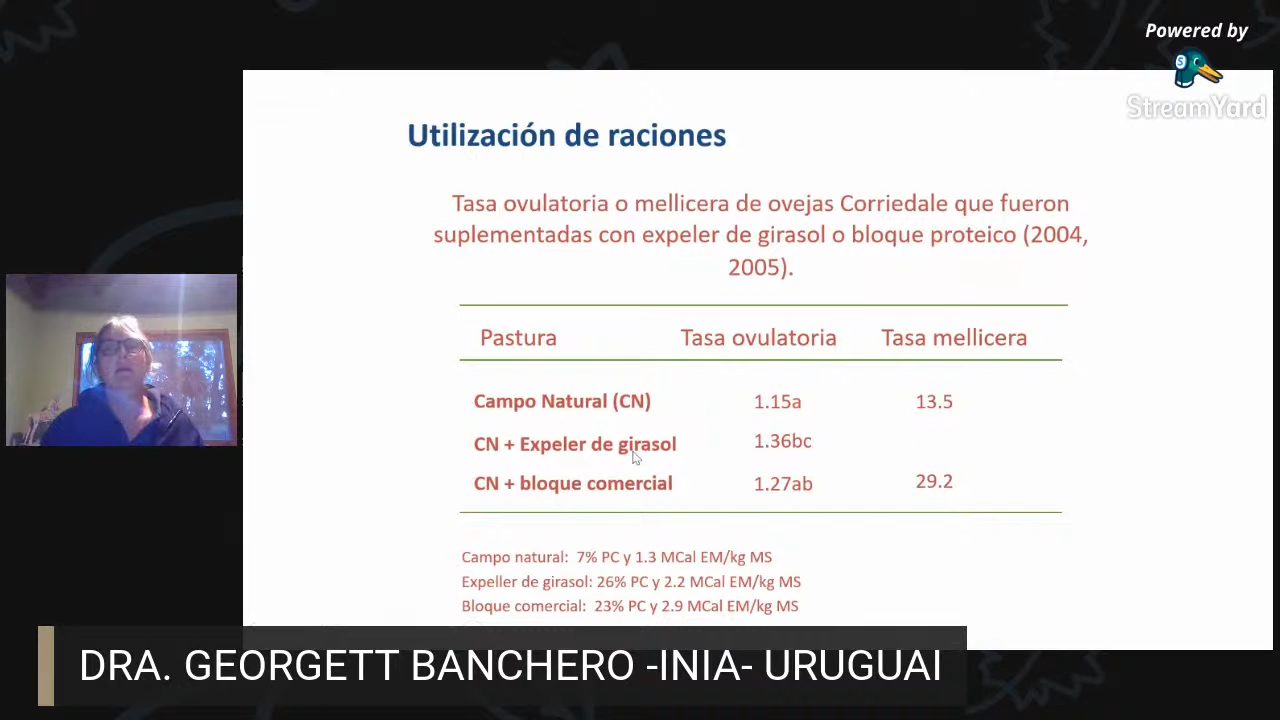 Powered by
StreamYard
Utilización de raciones
Tasa ovulatoria o mellicera de ovejas Corriedale que fueron
suplementadas con expeler de girasol o bloque proteico (2004,
2005).
Pastura Tasa ovulatoria Tasa mellicera
Campo Natural (CN) 1.15a 13.5
CN + Expeler de girasol 1.36bc
CN + bloque comercial 1.27ab 29.2
Campo natural: 7% PC y 1.3 MCal EM/kg MS
Expeller de girasol: 26% PC y 2.2 MCal EM/kg MS
Bloque comercial: 23% PC y 2.9 MCal EM/kg MS
DRA. GEORGETT BANCHERO -INIA- URUGUAI